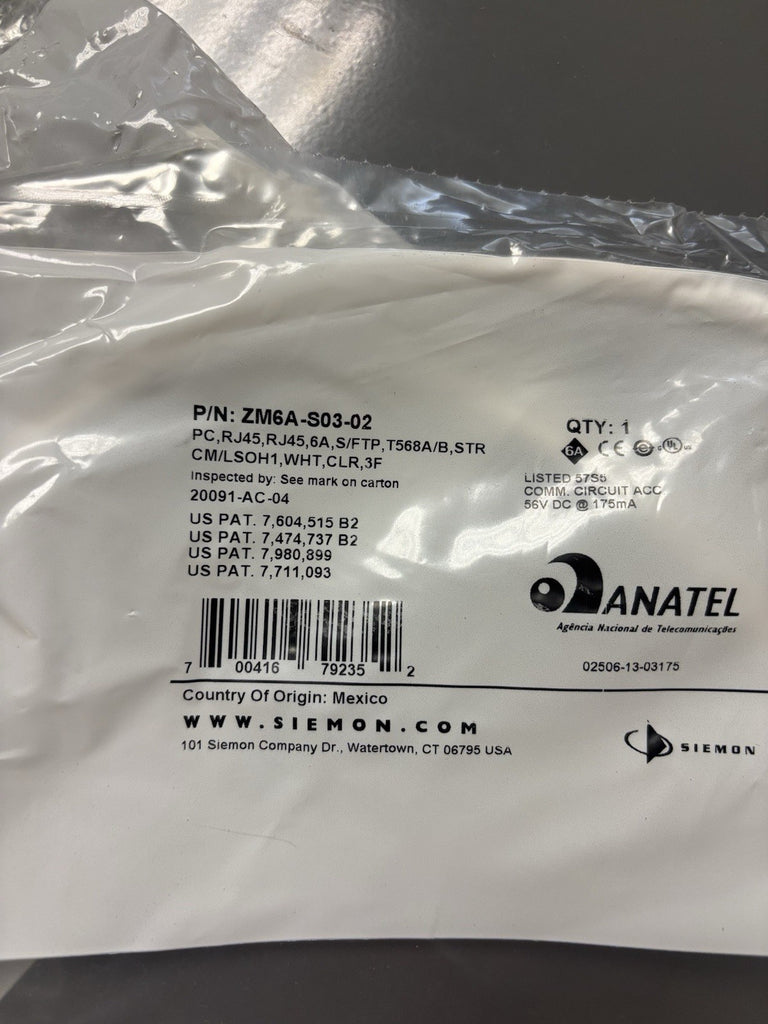 P/N: ZM6A-S03-02
PC,RJ45,RJ45,6A,S/FTP,T568A/B,STR
CM/LSOH1,WHT,CLR,3F
Inspected by: See mark on carton
20091-AC-04
US PAT. 7,604,515 B2
US PAT. 7,474,737 B2
US PAT. 7,980,899
US PAT. 7,711,093
7 00416 79235 2
QTY: 1
6A CE UL
LISTED 57S5
COMM. CIRCUIT ACC
56V DC @ 175mA
ANATEL
Agência Nacional de Telecomunicações
02506-13-03175
Country Of Origin: Mexico
WWW.SIEMON.COM
101 Siemon Company Dr., Watertown, CT 06795 USA
SIEMON